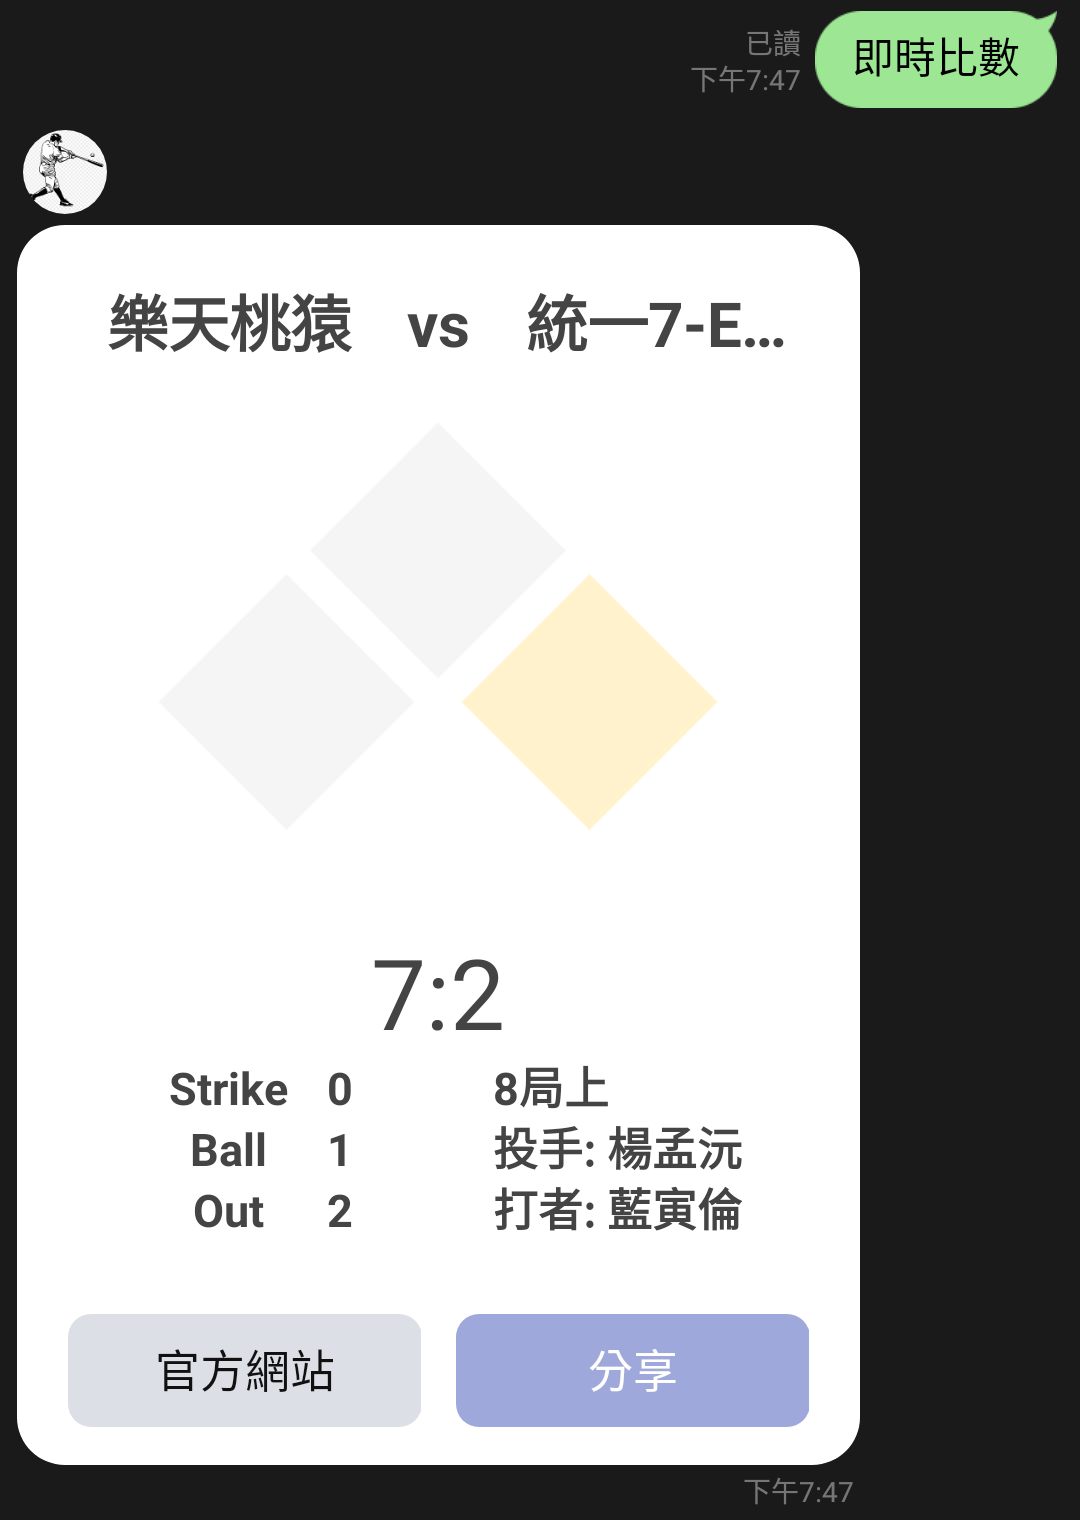 已讀
下午7:47
即時比數
樂天桃猿 vs 統一7-E...
7:2
Strike 0
Ball 1
Out 2
8局上
投手: 楊孟沅
打者: 藍寅倫
官方網站
分享
下午7:47